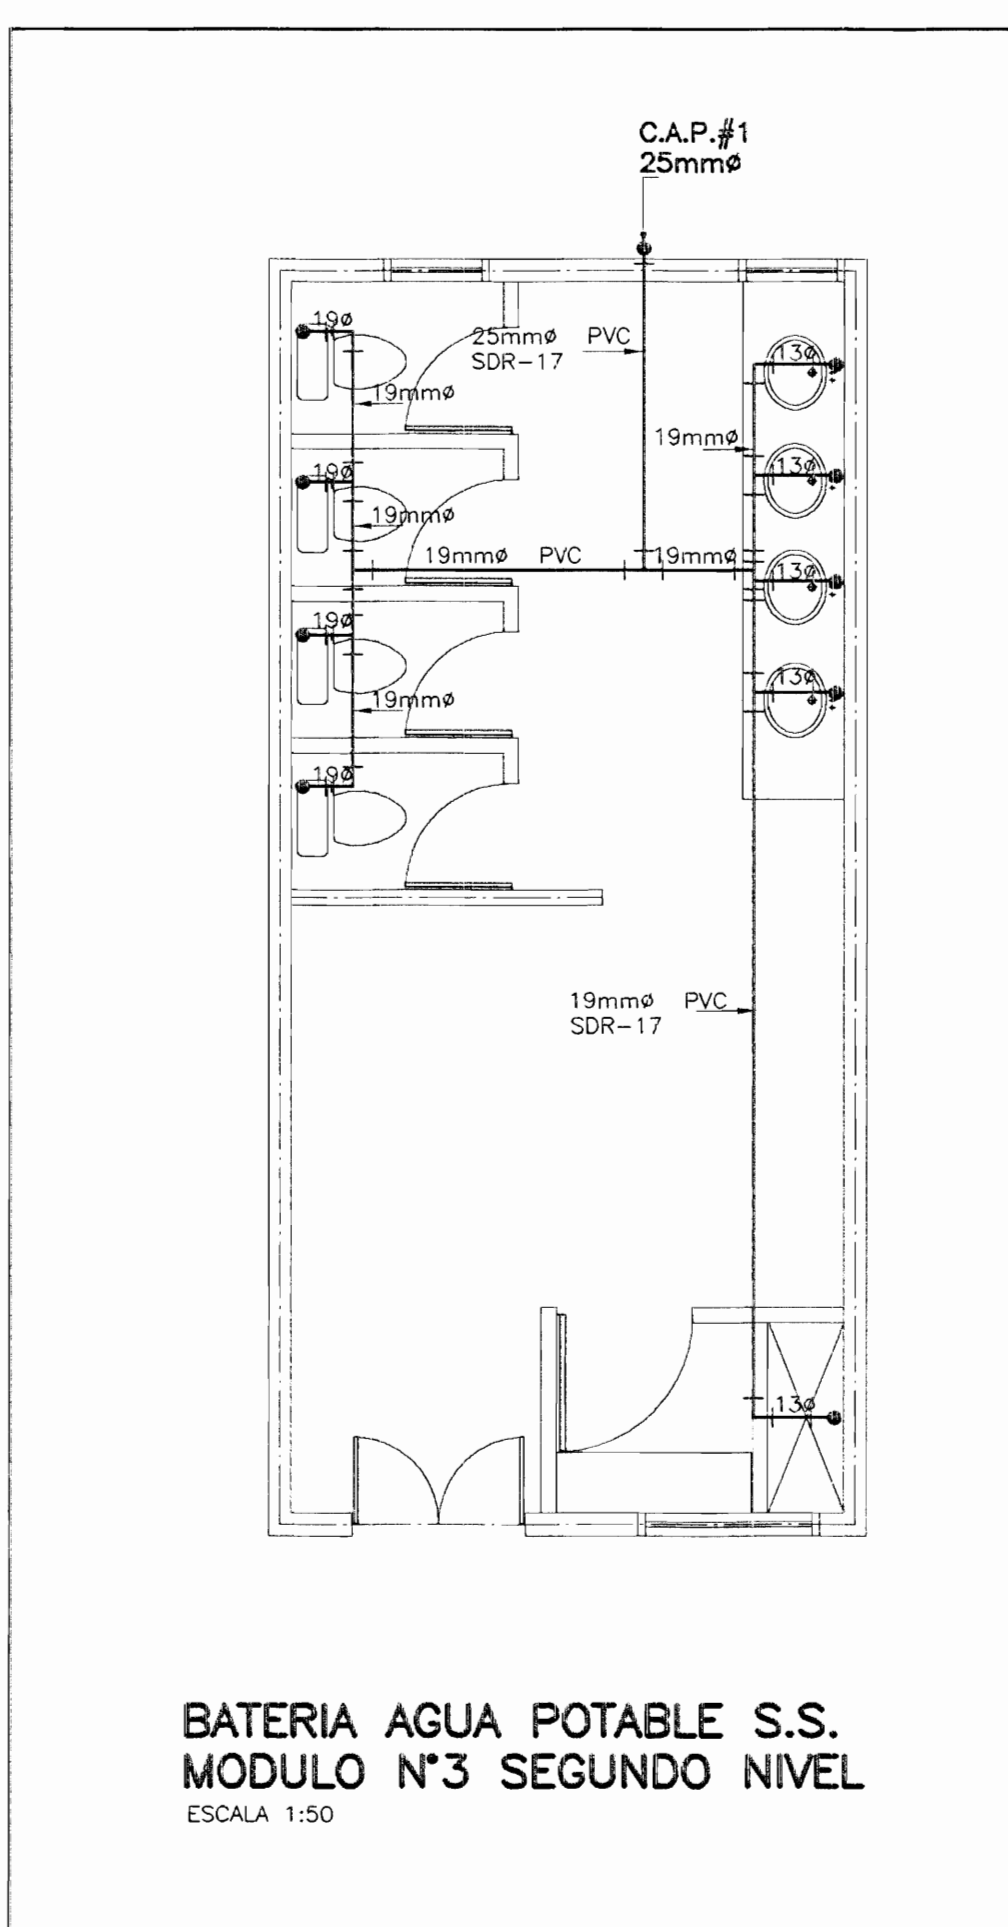 C.A.P.#1
25mmø
19ø
25mmø PVC
SDR-17
13ø
19mmø
19mmø
13ø
19ø
19mmø
19mmø PVC
19mmø
13ø
19ø
13ø
19mmø
19ø
19mmø PVC
SDR-17
13ø
BATERIA AGUA POTABLE S.S.
MODULO N°3 SEGUNDO NIVEL
ESCALA 1:50